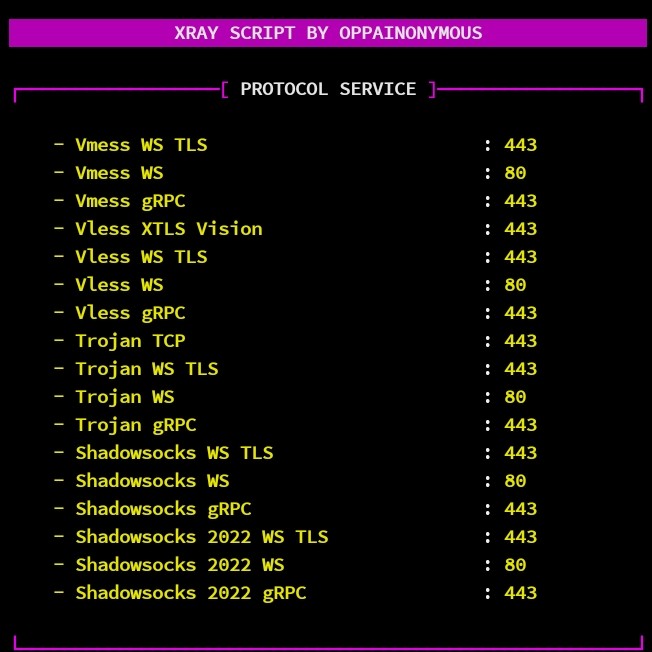 XRAY SCRIPT BY OPPAINONYMOUS
[ PROTOCOL SERVICE ]
- Vmess WS TLS : 443
- Vmess WS : 80
- Vmess gRPC : 443
- Vless XTLS Vision : 443
- Vless WS TLS : 443
- Vless WS : 80
- Vless gRPC : 443
- Trojan TCP : 443
- Trojan WS TLS : 443
- Trojan WS : 80
- Trojan gRPC : 443
- Shadowsocks WS TLS : 443
- Shadowsocks WS : 80
- Shadowsocks gRPC : 443
- Shadowsocks 2022 WS TLS : 443
- Shadowsocks 2022 WS : 80
- Shadowsocks 2022 gRPC : 443